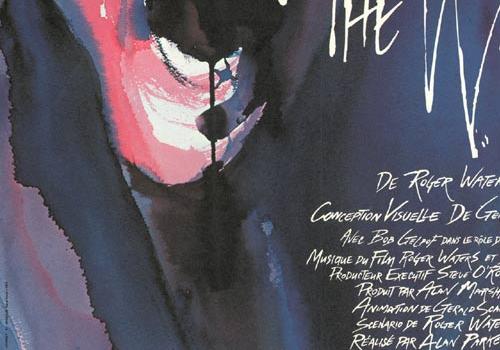 THE W
DE ROGER WATER
CONCEPTION VISUELLE DE GE
AVEC BOB GELDOF DANS LE RÔLE D
MUSIQUE DU FILM ROGER WATERS ET
PRODUCTEUR EXECUTIF STEVE O'RO
PRODUIT PAR ALAN MARSH
ANIMATION DE GERALD SCA
SCENARIO DE ROGER WATE
RÉALISÉ PAR ALAN PARK